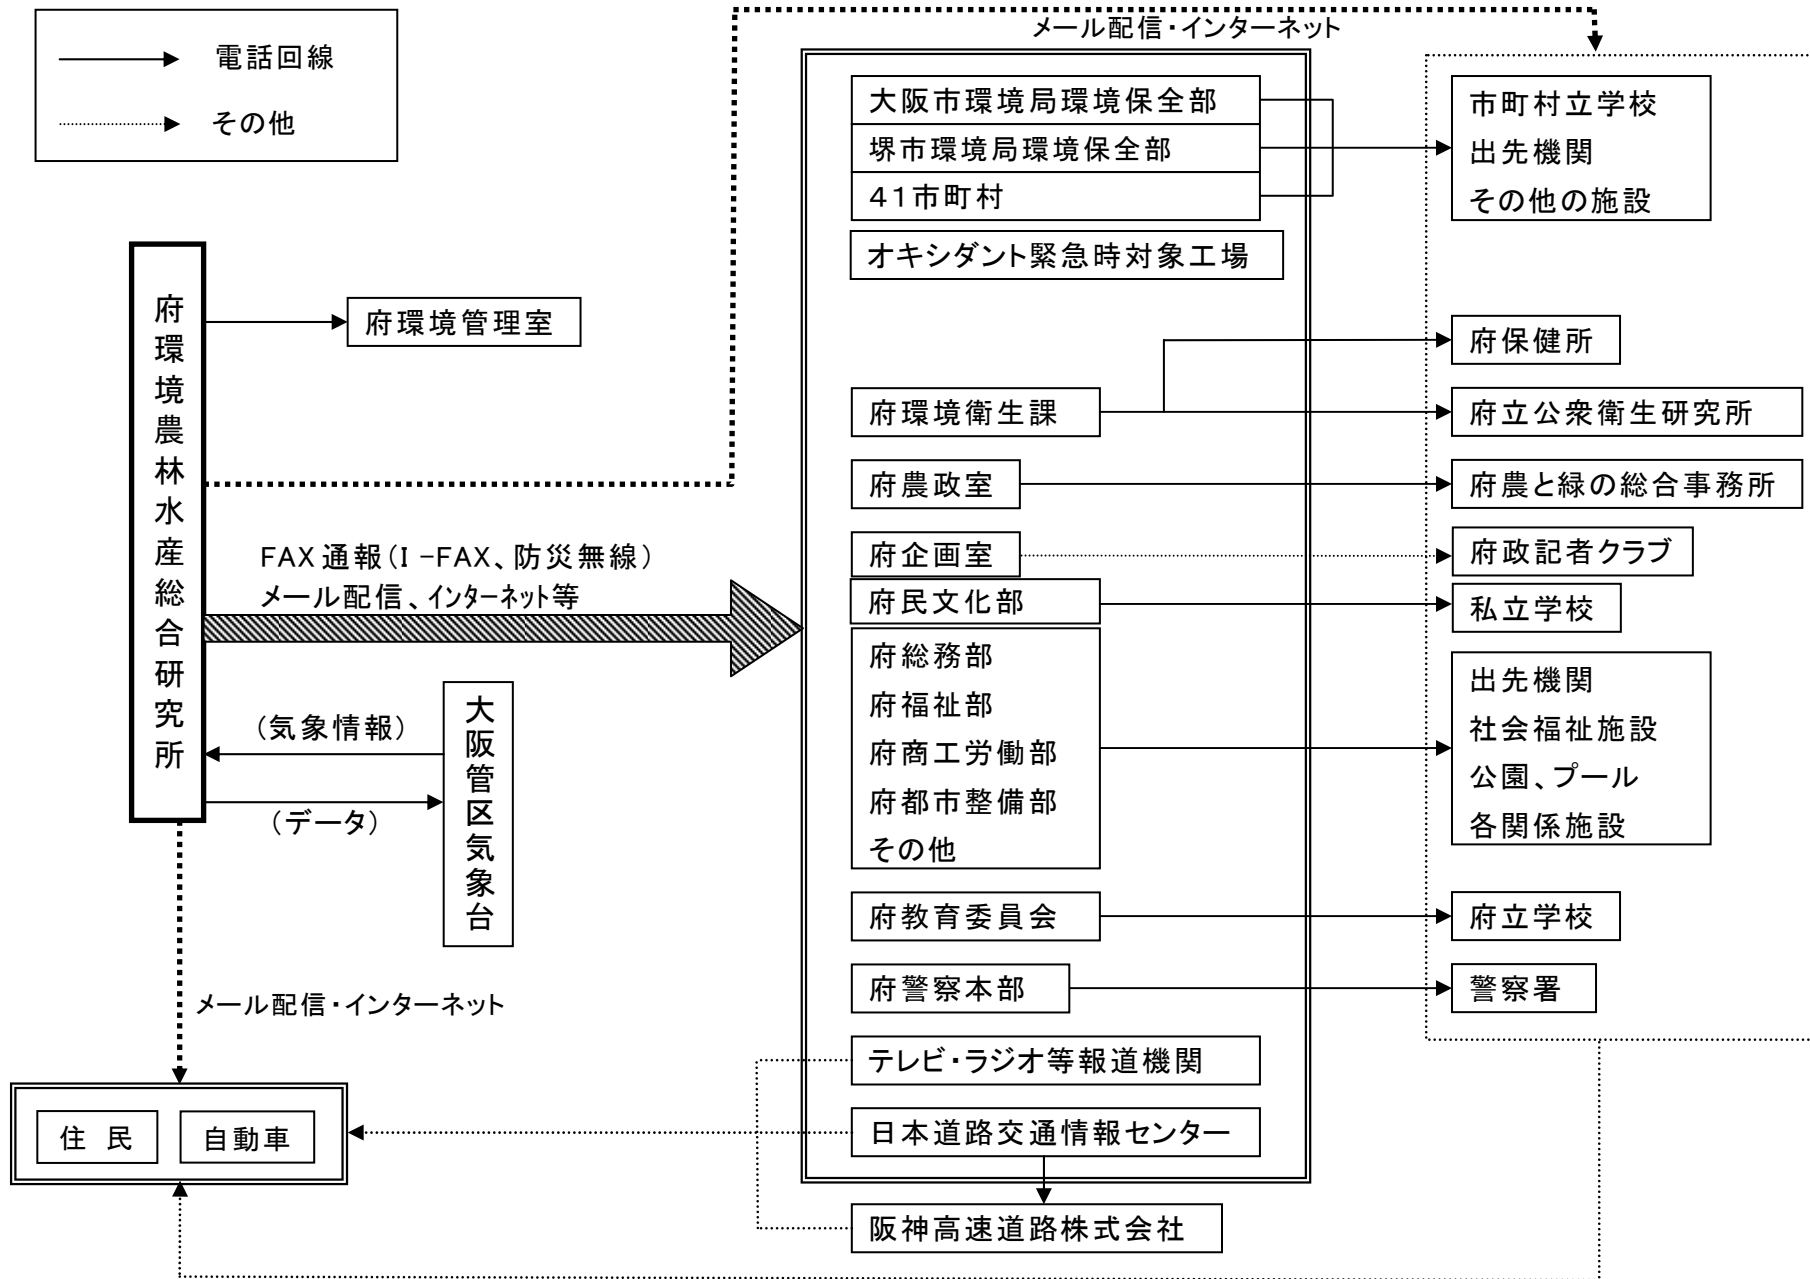 電話回線
その他
メール配信・インターネット
大阪市環境局環境保全部
堺市環境局環境保全部
41市町村
オキシダント緊急時対象工場
市町村立学校
出先機関
その他の施設
府環境農林水産総合研究所
府環境管理室
府保健所
府環境衛生課
府立公衆衛生研究所
府農政室
府農と緑の総合事務所
FAX通報(I-FAX、防災無線)
メール配信、インターネット等
府企画室
府政記者クラブ
府民文化部
私立学校
府総務部
府福祉部
府商工労働部
府都市整備部
その他
出先機関
社会福祉施設
公園、プール
各関係施設
(気象情報)
(データ)
大阪管区気象台
府教育委員会
府立学校
府警察本部
警察署
メール配信・インターネット
テレビ・ラジオ等報道機関
住民
自動車
日本道路交通情報センター
阪神高速道路株式会社